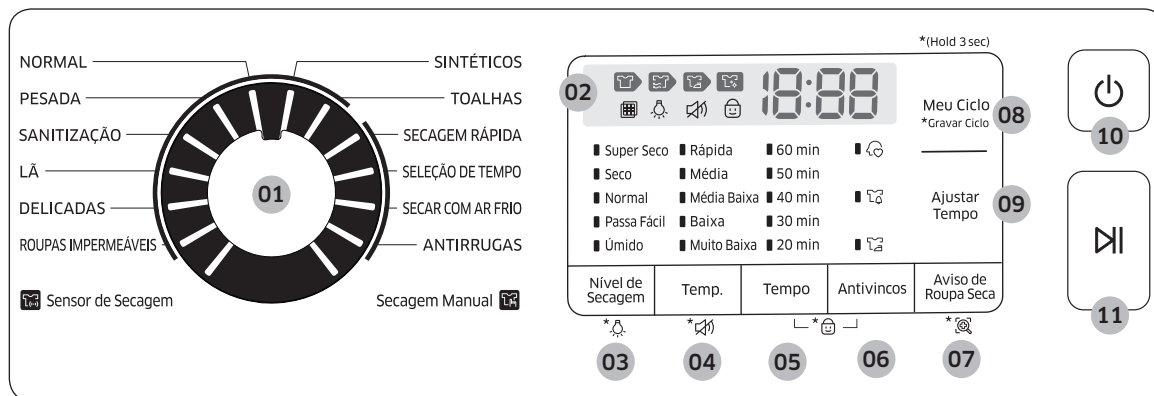 *(Hold 3 sec)
NORMAL
SINTÉTICOS
PESADA
TOALHAS
SANITIZAÇÃO
SECAGEM RÁPIDA
LÃ
SELEÇÃO DE TEMPO
DELICADAS
SECAR COM AR FRIO
ROUPAS IMPERMEÁVEIS
ANTIRRUGAS
01
Sensor de Secagem
Secagem Manual
02
18:88
Meu Ciclo
*Gravar Ciclo
08
Super Seco Rápida 60 min
Seco Média 50 min
Normal Média Baixa 40 min
Passa Fácil Baixa 30 min
Úmido Muito Baixa 20 min
Ajustar
Tempo
09
Nível de
Secagem
Temp.
Tempo
Antivincos
Aviso de
Roupa Seca
* * * *
03 04 05 06 07
10
11